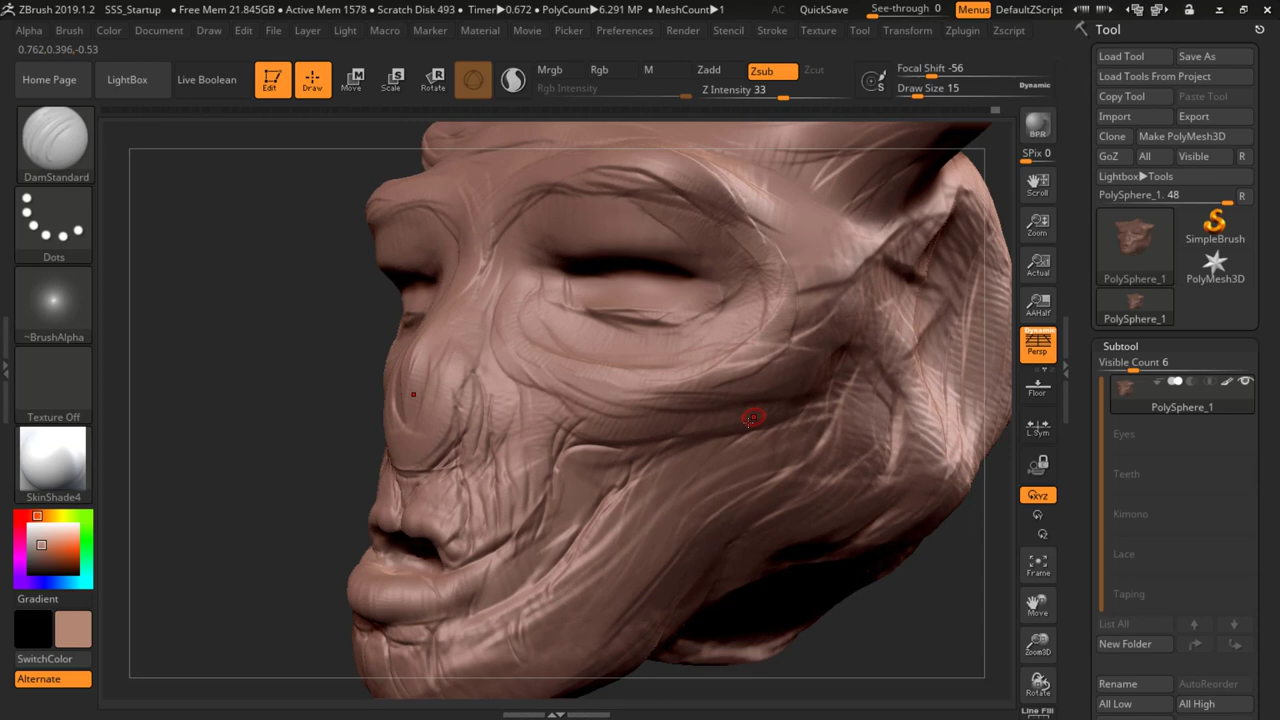 ZBrush 2019.1.2 SSS_Startup • Free Mem 21.845GB • Active Mem 1578 • Scratch Disk 493 • Timer▶0.672 • PolyCount▶6.291 MP • MeshCount▶1 AC QuickSave See-through 0 Menus DefaultZScript
Alpha Brush Color Document Draw Edit File Layer Light Macro Marker Material Movie Picker Preferences Render Stencil Stroke Texture Tool Transform Zplugin Zscript
0.762,0.396,-0.53
Home Page LightBox Live Boolean
Edit Draw Move Scale Rotate
Mrgb Rgb M
Rgb Intensity
Zadd Zsub Zcut
Z Intensity 33
S
Focal Shift -56
Draw Size 15
Dynamic
DamStandard
Dots
~BrushAlpha
Texture Off
SkinShade4
Gradient
SwitchColor
Alternate
BPR
SPix 0
Scroll
Zoom
Actual
AAHalf
Dynamic
Persp
Floor
L.Sym
XYZ
Y
Z
Frame
Move
Zoom3D
Rotate
Line Fill
Tool
Load Tool Save As
Load Tools From Project
Copy Tool Paste Tool
Import Export
Clone Make PolyMesh3D
GoZ All Visible R
Lightbox▶Tools
PolySphere_1. 48 R
PolySphere_1
SimpleBrush
PolyMesh3D
PolySphere_1
Subtool
Visible Count 6
PolySphere_1
Eyes
Teeth
Kimono
Lace
Taping
List All
New Folder
Rename AutoReorder
All Low All High